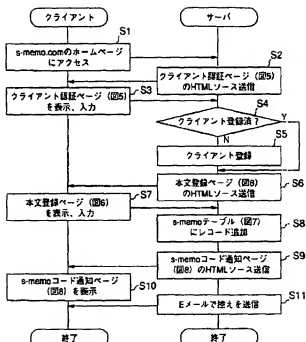 クライアント
サーバ
S1
s-memo.comのホームページ
にアクセス
S2
クライアント認証ページ（図5）
のHTMLソース送信
S3
クライアント認証ページ（図5）
を表示、入力
S4
クライアント登録済？
Y
N
S5
クライアント登録
本文登録ページ（図6）
のHTMLソース送信
S6
S7
本文登録ページ（図6）
を表示、入力
s-memoテーブル（図7）
にレコード追加
S8
S9
s-memoコード通知ページ
（図8）のHTMLソース送信
S10
s-memoコード通知ページ
（図8）を表示
S11
Eメールで控えを送信
終了
終了